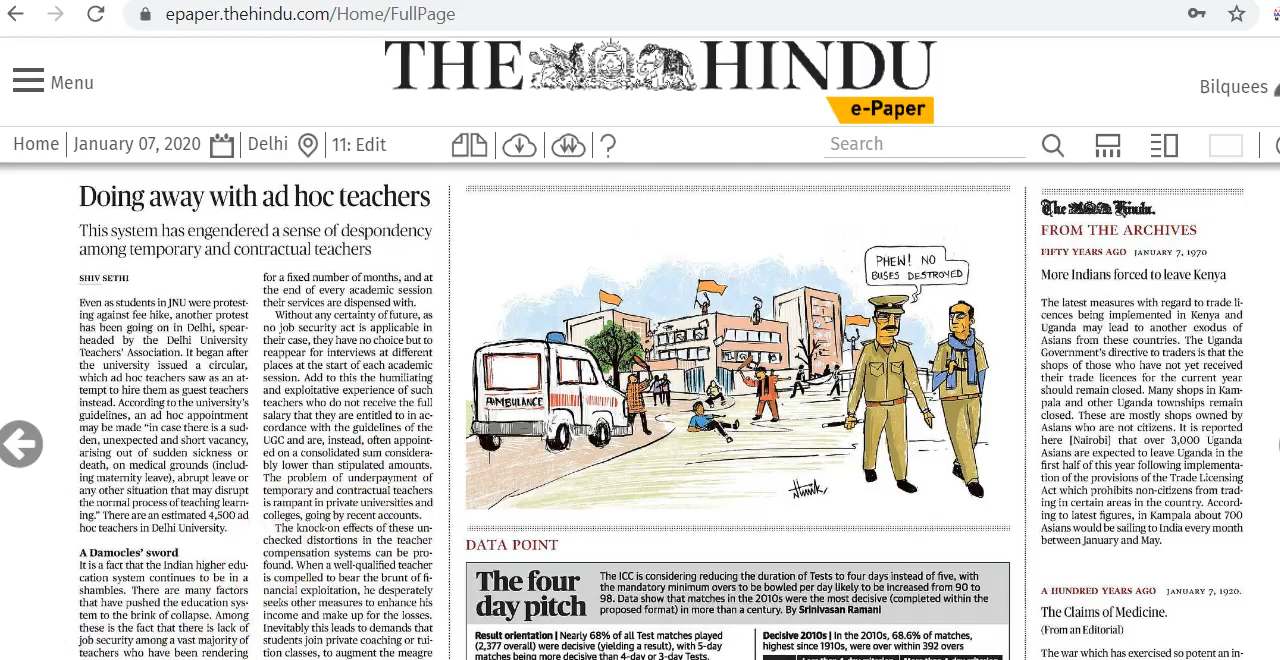 epaper.thehindu.com/Home/FullPage
Menu
THE HINDU
e-Paper
Bilquees
Home
January 07, 2020
Delhi
11: Edit
Search
Doing away with ad hoc teachers
This system has engendered a sense of despondency
among temporary and contractual teachers
SHIV SETHI
Even as students in JNU were protest-
ing against fee hike, another protest
has been going on in Delhi, spear-
headed by the Delhi University
Teachers' Association. It began after
the university issued a circular,
which ad hoc teachers saw as an at-
tempt to hire them as guest teachers
instead. According to the university's
guidelines, an ad hoc appointment
may be made "in case there is a sud-
den, unexpected and short vacancy,
arising out of sudden sickness or
death, on medical grounds (includ-
ing maternity leave), abrupt leave or
any other situation that may disrupt
the normal process of teaching learn-
ing." There are an estimated 4,500 ad
hoc teachers in Delhi University.
A Damocles' sword
It is a fact that the Indian higher edu-
cation system continues to be in a
shambles. There are many factors
that have pushed the education sys-
tem to the brink of collapse. Among
these is the fact that there is lack of
job security among a vast majority of
teachers who have been rendering
for a fixed number of months, and at
the end of every academic session
their services are dispensed with.
Without any certainty of future, as
no job security act is applicable in
their case, they have no choice but to
reappear for interviews at different
places at the start of each academic
session. Add to this the humiliating
and exploitative experience of such
teachers who do not receive the full
salary that they are entitled to in ac-
cordance with the guidelines of the
UGC and are, instead, often appoint-
ed on a consolidated sum considera-
bly lower than stipulated amounts.
The problem of underpayment of
temporary and contractual teachers
is rampant in private universities and
colleges, going by recent accounts.
The knock-on effects of these un-
checked distortions in the teacher
compensation systems can be pro-
found. When a well-qualified teacher
is compelled to bear the brunt of fi-
nancial exploitation, he desperately
seeks other measures to enhance his
income and make up for the losses.
Inevitably this leads to demands that
students join private coaching or tui-
tion classes, to augment the meagre
PHEW! NO
BUSES DESTROYED
AMBULANCE
DATA POINT
The four
day pitch
The ICC is considering reducing the duration of Tests to four days instead of five, with
the mandatory minimum overs to be bowled per day likely to be increased from 90 to
98. Data show that matches in the 2010s were the most decisive (completed within the
proposed format) in more than a century. By Srinivasan Ramani
Result orientation | Nearly 68% of all Test matches played
(2,377 overall) were decisive (yielding a result), with 5-day
matches being more decisive than 4-day or 3-day Tests.
Decisive 2010s | In the 2010s, 68.6% of matches,
highest since 1910s, were over within 392 overs
The Hindu.
FROM THE ARCHIVES
FIFTY YEARS AGO JANUARY 7, 1970
More Indians forced to leave Kenya
The latest measures with regard to trade li-
cences being implemented in Kenya and
Uganda may lead to another exodus of
Asians from these countries. The Uganda
Government's directive to traders is that the
shops of those who have not yet received
their trade licences for the current year
should remain closed. Many shops in Kam-
pala and other Uganda townships remain
closed. These are mostly shops owned by
Asians who are not citizens. It is reported
here [Nairobi] that over 3,000 Uganda
Asians are expected to leave Uganda in the
first half of this year following implementa-
tion of the provisions of the Trade Licensing
Act which prohibits non-citizens from trad-
ing in certain areas in the country. Accord-
ing to latest figures, in Kampala about 700
Asians would be sailing to India every month
between January and May.
A HUNDRED YEARS AGO JANUARY 7, 1920.
The Claims of Medicine.
(From an Editorial)
The war which has exercised so potent an in-